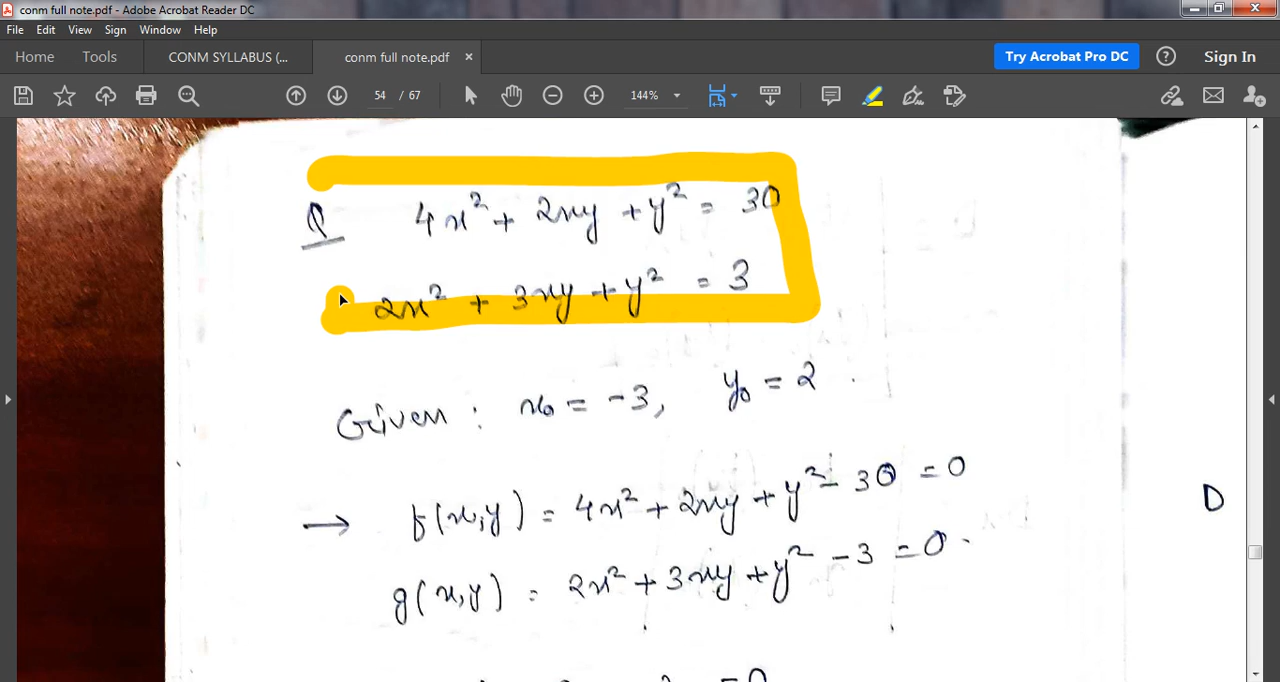 conm full note.pdf - Adobe Acrobat Reader DC
File Edit View Sign Window Help
Home Tools CONM SYLLABUS (... conm full note.pdf × Try Acrobat Pro DC ? Sign In
54 / 67 144%
Q 4x² + 2xy + y² = 30
2x² + 3xy + y² = 3
Given : x₀ = -3, y₀ = 2 .
→ f(x,y) = 4x² + 2xy + y² - 30 = 0
D
g(x,y) = 2x² + 3xy + y² - 3 = 0 .